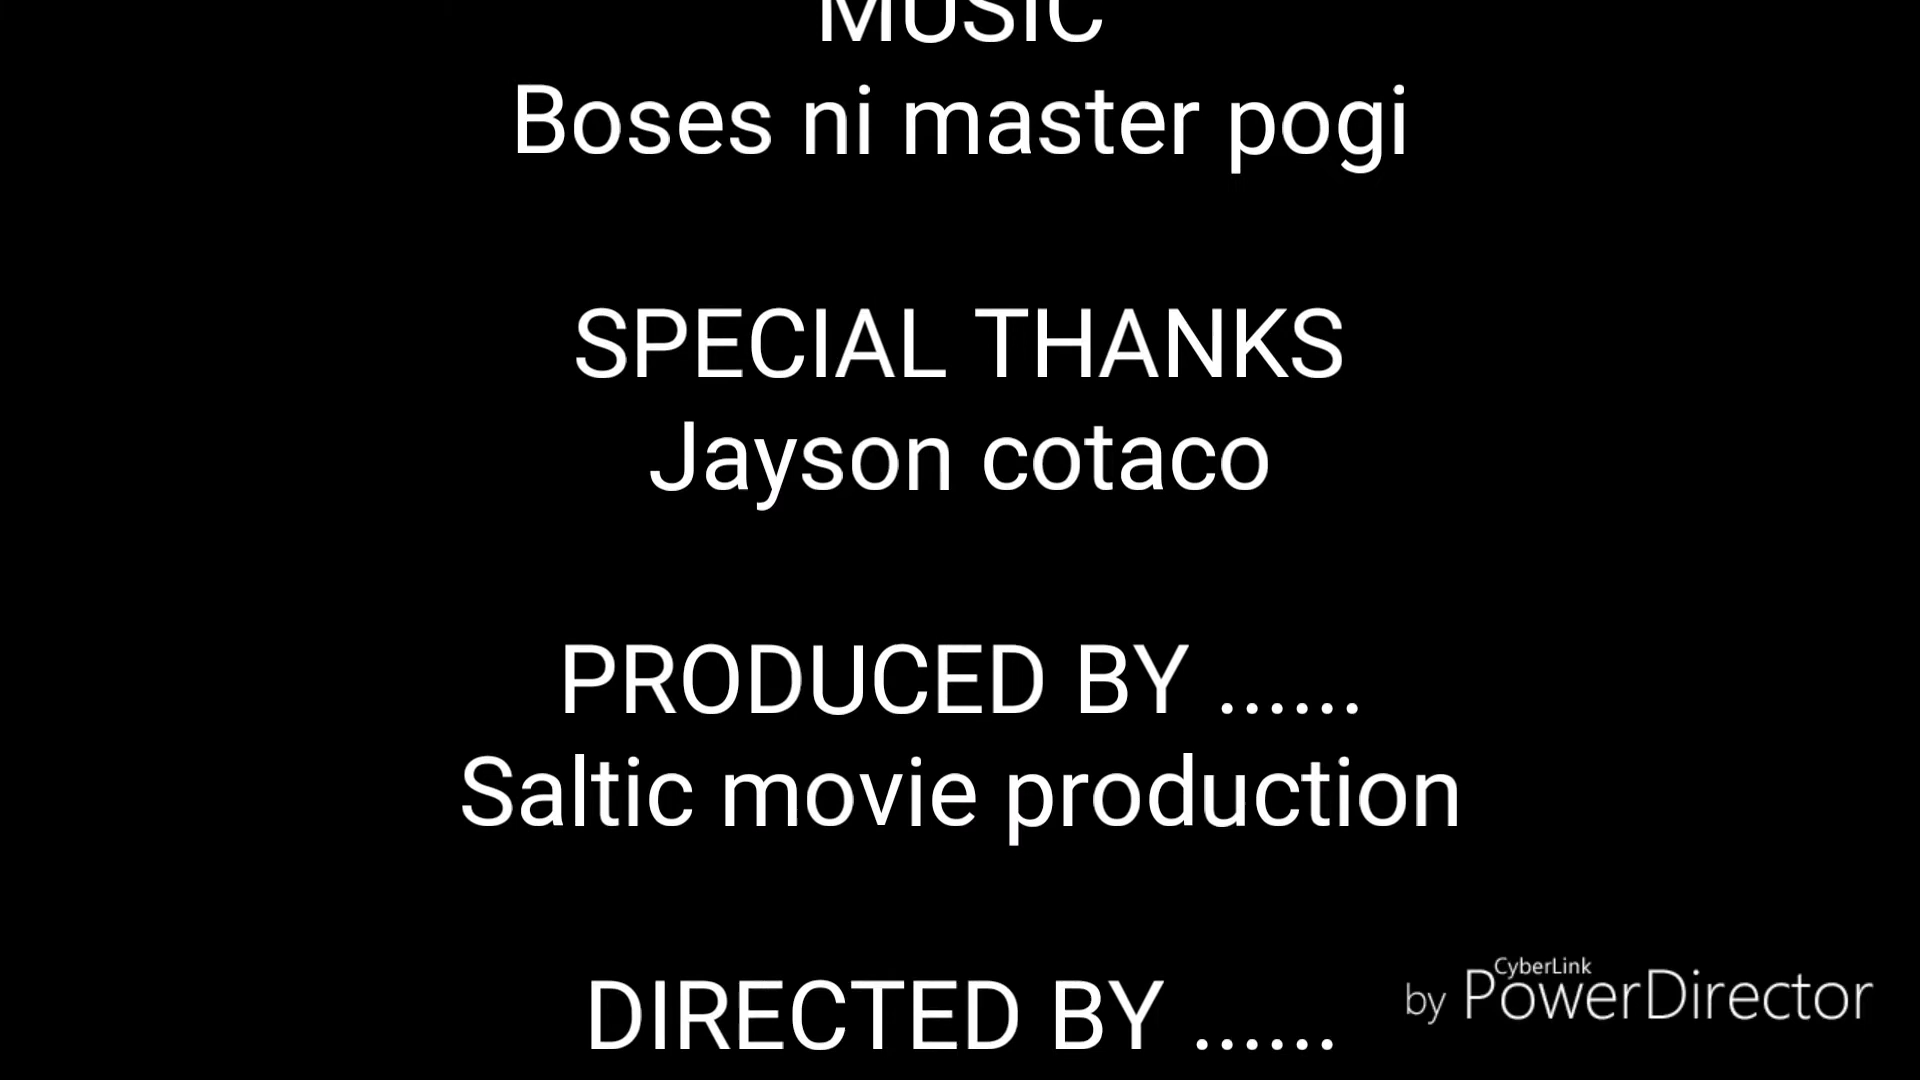 MUSIC
Boses ni master pogi
SPECIAL THANKS
Jayson cotaco
PRODUCED BY ......
Saltic movie production
DIRECTED BY ......
by CyberLink PowerDirector